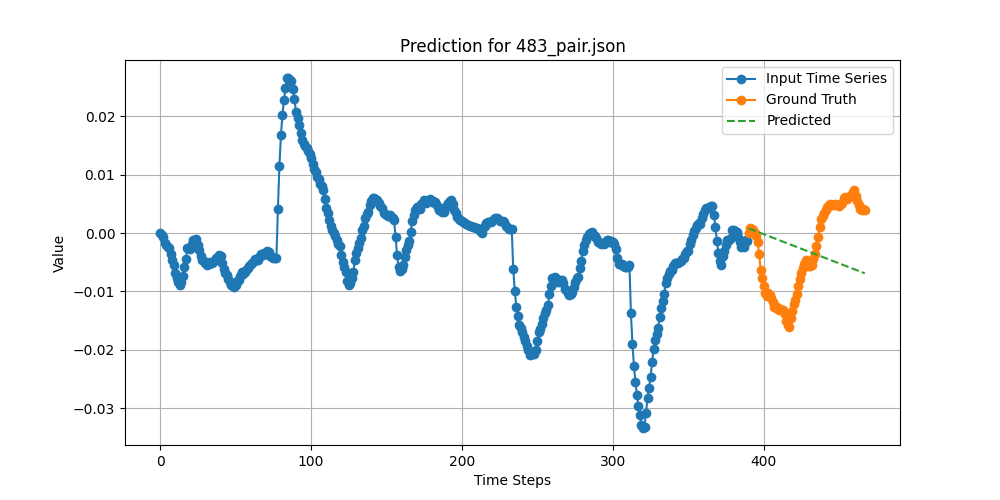 Prediction for 483_pair.json
Input Time Series
Ground Truth
Predicted
0.02
0.01
0.00
−0.01
−0.02
−0.03
Value
0 100 200 300 400
Time Steps